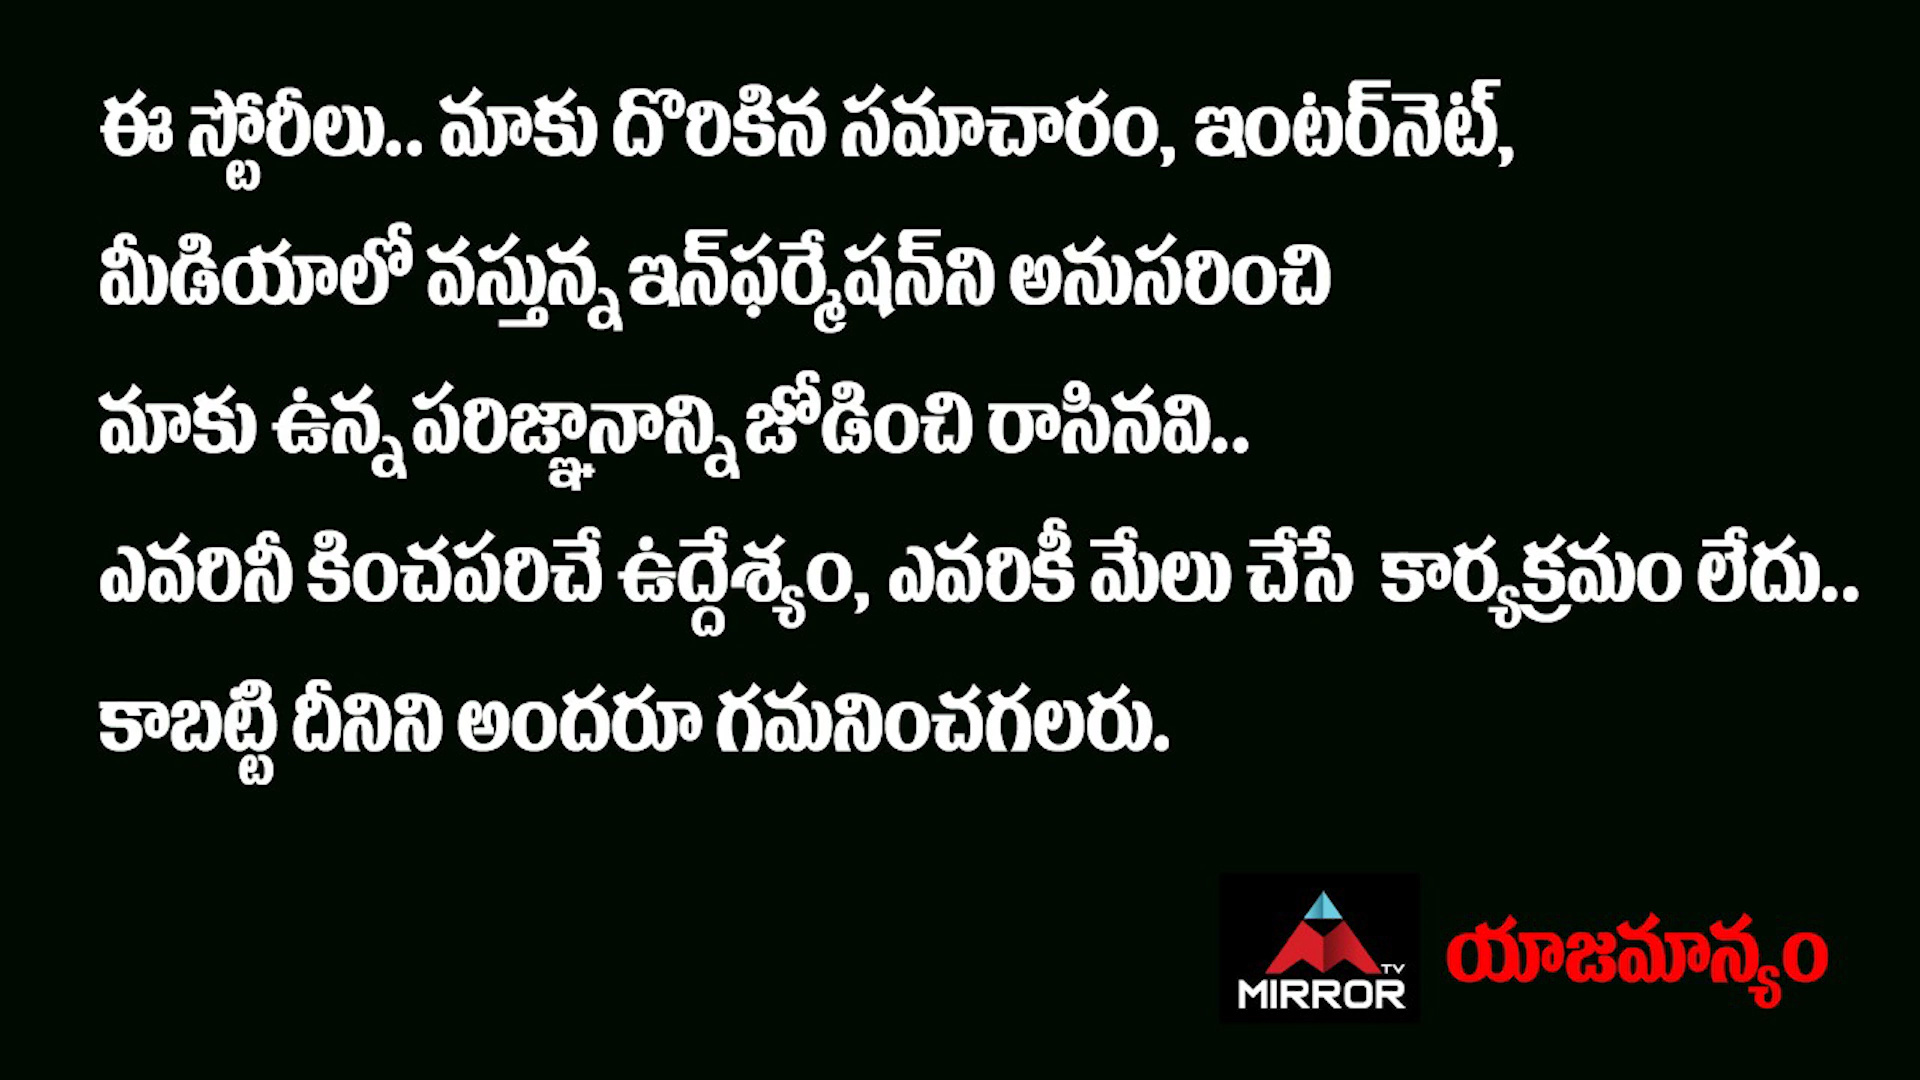 ఈ స్టోరీలు.. మాకు దొరికిన సమాచారం, ఇంటర్‌నెట్,
మీడియాలో వస్తున్న ఇన్‌ఫర్మేషన్‌ని అనుసరించి
మాకు ఉన్న పరిజ్ఞానాన్ని జోడించి రాసినవి..
ఎవరినీ కించపరిచే ఉద్దేశ్యం, ఎవరికీ మేలు చేసే కార్యక్రమం లేదు..
కాబట్టి దీనిని అందరూ గమనించగలరు.
TV
MIRROR
యాజమాన్యం